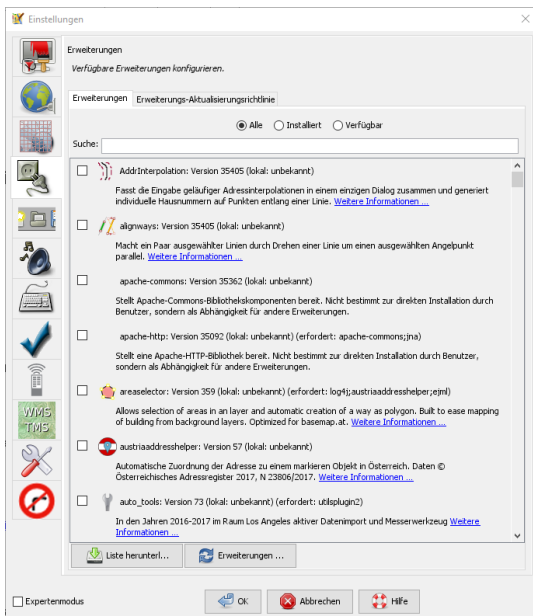 Einstellungen
Erweiterungen
Verfügbare Erweiterungen konfigurieren.
Erweiterungen Erweiterungs-Aktualisierungsrichtlinie
Alle Installiert Verfügbar
Suche:
AddrInterpolation: Version 35405 (lokal: unbekannt)
Fasst die Eingabe geläufiger Adressinterpolationen in einem einzigen Dialog zusammen und generiert
individuelle Hausnummern auf Punkten entlang einer Linie. Weitere Informationen ...
alignways: Version 35405 (lokal: unbekannt)
Macht ein Paar ausgewählter Linien durch Drehen einer Linie um einen ausgewählten Angelpunkt
parallel. Weitere Informationen ...
apache-commons: Version 35362 (lokal: unbekannt)
Stellt Apache-Commons-Bibliothekskomponenten bereit. Nicht bestimmt zur direkten Installation durch
Benutzer, sondern als Abhängigkeit für andere Erweiterungen.
apache-http: Version 35092 (lokal: unbekannt) (erfordert: apache-commons;jna)
Stellt eine Apache-HTTP-Bibliothek bereit. Nicht bestimmt zur direkten Installation durch Benutzer,
sondern als Abhängigkeit für andere Erweiterungen.
areaselector: Version 359 (lokal: unbekannt) (erfordert: log4j;austriaaddresshelper;ejml)
Allows selection of areas in an layer and automatic creation of a way as polygon. Built to ease mapping
of building from background layers. Optimized for basemap.at. Weitere Informationen ...
WMS
TMS
austriaaddresshelper: Version 57 (lokal: unbekannt)
Automatische Zuordnung der Adresse zu einem markieren Objekt in Österreich. Daten ©
Österreichisches Adressregister 2017, N 23806/2017. Weitere Informationen ...
auto_tools: Version 73 (lokal: unbekannt) (erfordert: utilsplugin2)
In den Jahren 2016-2017 im Raum Los Angeles aktiver Datenimport und Messerwerkzeug Weitere
Informationen ...
Liste herunterl... Erweiterungen ...
Expertenmodus OK Abbrechen Hilfe